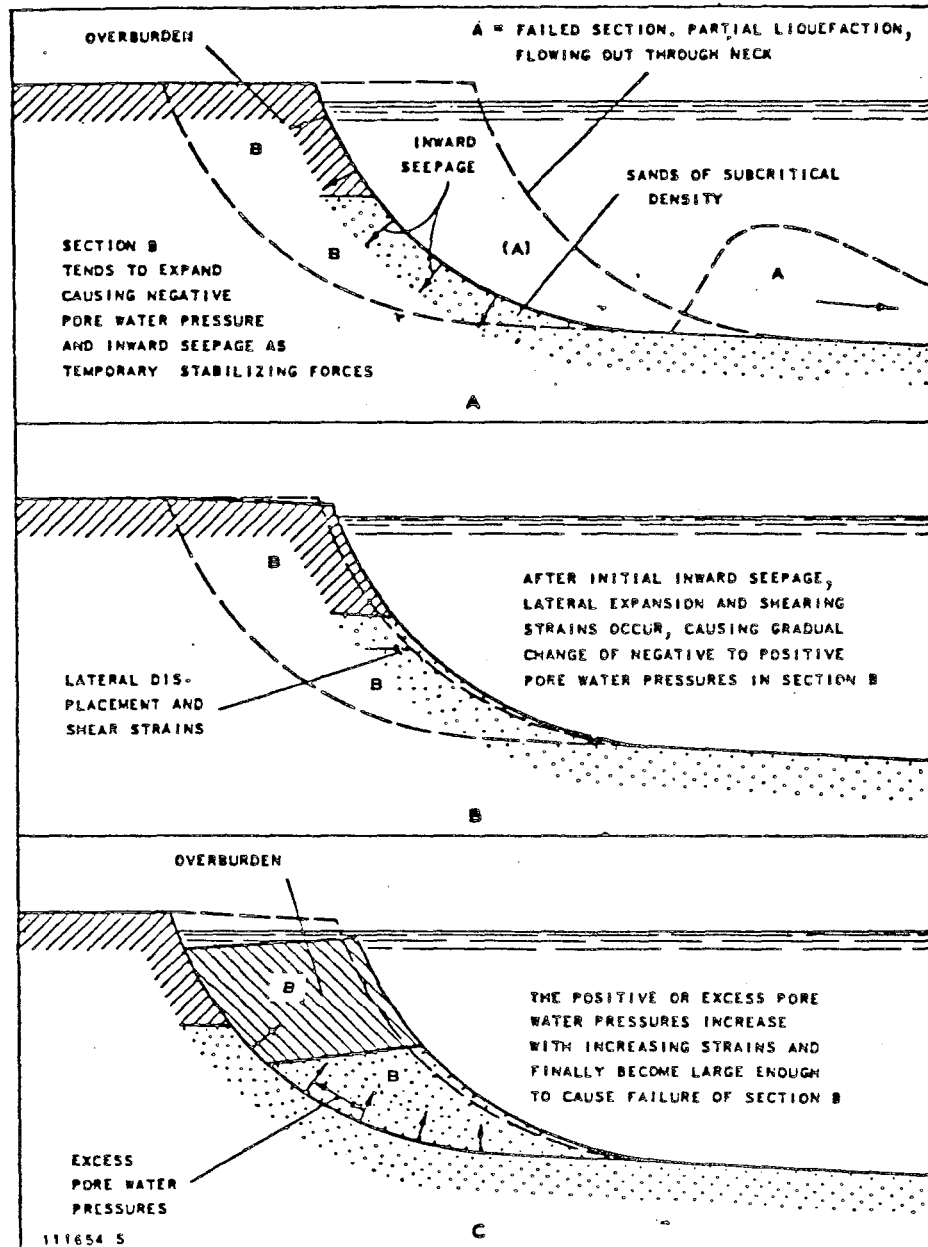 OVERBURDEN
A = FAILED SECTION. PARTIAL LIQUEFACTION,
FLOWING OUT THROUGH NECK
B
INWARD
SEEPAGE
SANDS OF SUBCRITICAL
DENSITY
(A)
B
A
SECTION B
TENDS TO EXPAND
CAUSING NEGATIVE
PORE WATER PRESSURE
AND INWARD SEEPAGE AS
TEMPORARY STABILIZING FORCES
A
B
AFTER INITIAL INWARD SEEPAGE,
LATERAL EXPANSION AND SHEARING
STRAINS OCCUR, CAUSING GRADUAL
CHANGE OF NEGATIVE TO POSITIVE
PORE WATER PRESSURES IN SECTION B
B
LATERAL DIS-
PLACEMENT AND
SHEAR STRAINS
B
OVERBURDEN
B
THE POSITIVE OR EXCESS PORE
WATER PRESSURES INCREASE
WITH INCREASING STRAINS AND
FINALLY BECOME LARGE ENOUGH
TO CAUSE FAILURE OF SECTION B
B
EXCESS
PORE WATER
PRESSURES
C
111654 S